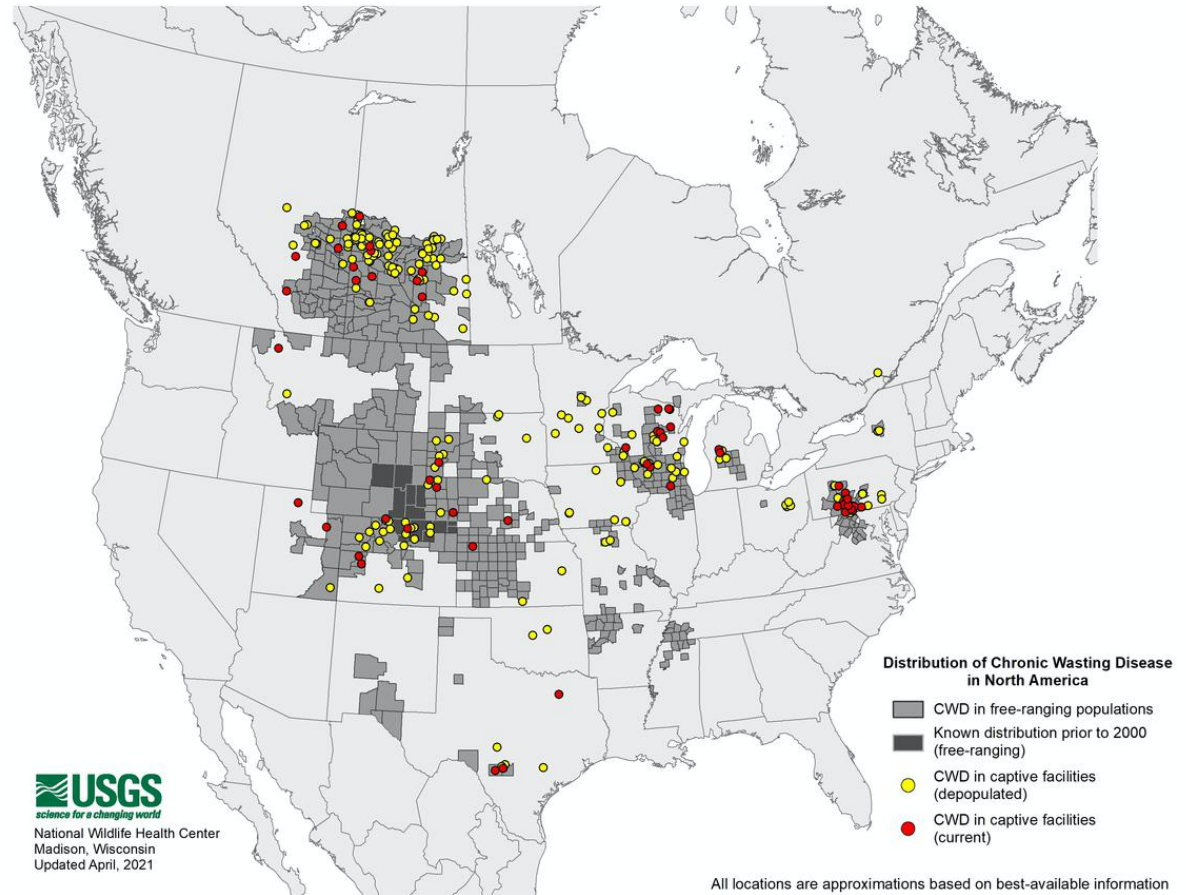 Distribution of Chronic Wasting Disease
in North America
CWD in free-ranging populations
Known distribution prior to 2000
(free-ranging)
CWD in captive facilities
(depopulated)
CWD in captive facilities
(current)
USGS
science for a changing world
National Wildlife Health Center
Madison, Wisconsin
Updated April, 2021
All locations are approximations based on best-available information